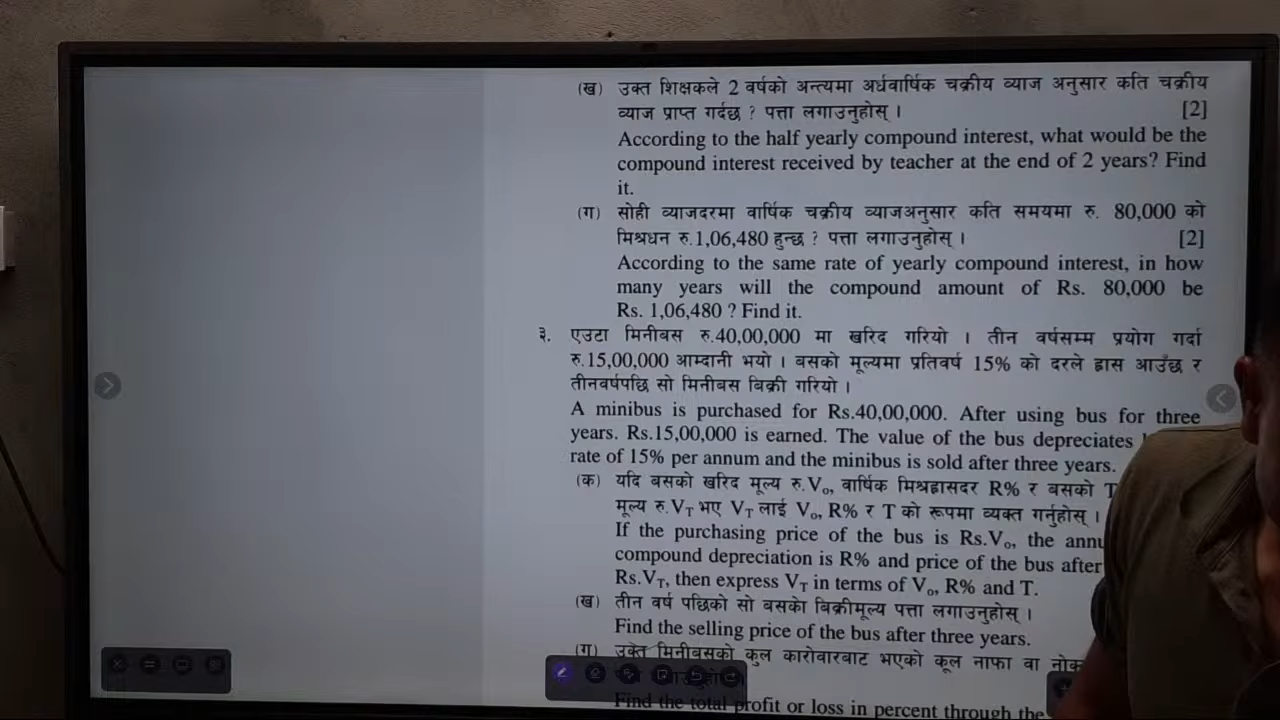 (ख) उक्त शिक्षकले 2 वर्षको अन्त्यमा अर्धवार्षिक चक्रीय व्याज अनुसार कति चक्रीय
व्याज प्राप्त गर्दछ ? पत्ता लगाउनुहोस् । [2]
According to the half yearly compound interest, what would be the
compound interest received by teacher at the end of 2 years? Find
it.
(ग) सोही व्याजदरमा वार्षिक चक्रीय व्याजअनुसार कति समयमा रु. 80,000 को
मिश्रधन रु.1,06,480 हुन्छ ? पत्ता लगाउनुहोस् । [2]
According to the same rate of yearly compound interest, in how
many years will the compound amount of Rs. 80,000 be
Rs. 1,06,480 ? Find it.
३. एउटा मिनीबस रु.40,00,000 मा खरिद गरियो । तीन वर्षसम्म प्रयोग गर्दा
रु.15,00,000 आम्दानी भयो । बसको मूल्यमा प्रतिवर्ष 15% को दरले ह्रास आउँछ र
तीनवर्षपछि सो मिनीबस बिक्री गरियो ।
A minibus is purchased for Rs.40,00,000. After using bus for three
years. Rs.15,00,000 is earned. The value of the bus depreciates
rate of 15% per annum and the minibus is sold after three years.
(क) यदि बसको खरिद मूल्य रु.V₀, वार्षिक मिश्रह्रासदर R% र बसको T
मूल्य रु.Vᴛ भए Vᴛ लाई V₀, R% र T को रूपमा व्यक्त गर्नुहोस् ।
If the purchasing price of the bus is Rs.V₀, the annu
compound depreciation is R% and price of the bus after
Rs.Vᴛ, then express Vᴛ in terms of V₀, R% and T.
(ख) तीन वर्ष पछिको सो बसको बिक्रीमूल्य पत्ता लगाउनुहोस् ।
Find the selling price of the bus after three years.
(ग) उक्त मिनीबसको कुल कारोवारबाट भएको कूल नाफा वा नोक
Find the total profit or loss in percent through the